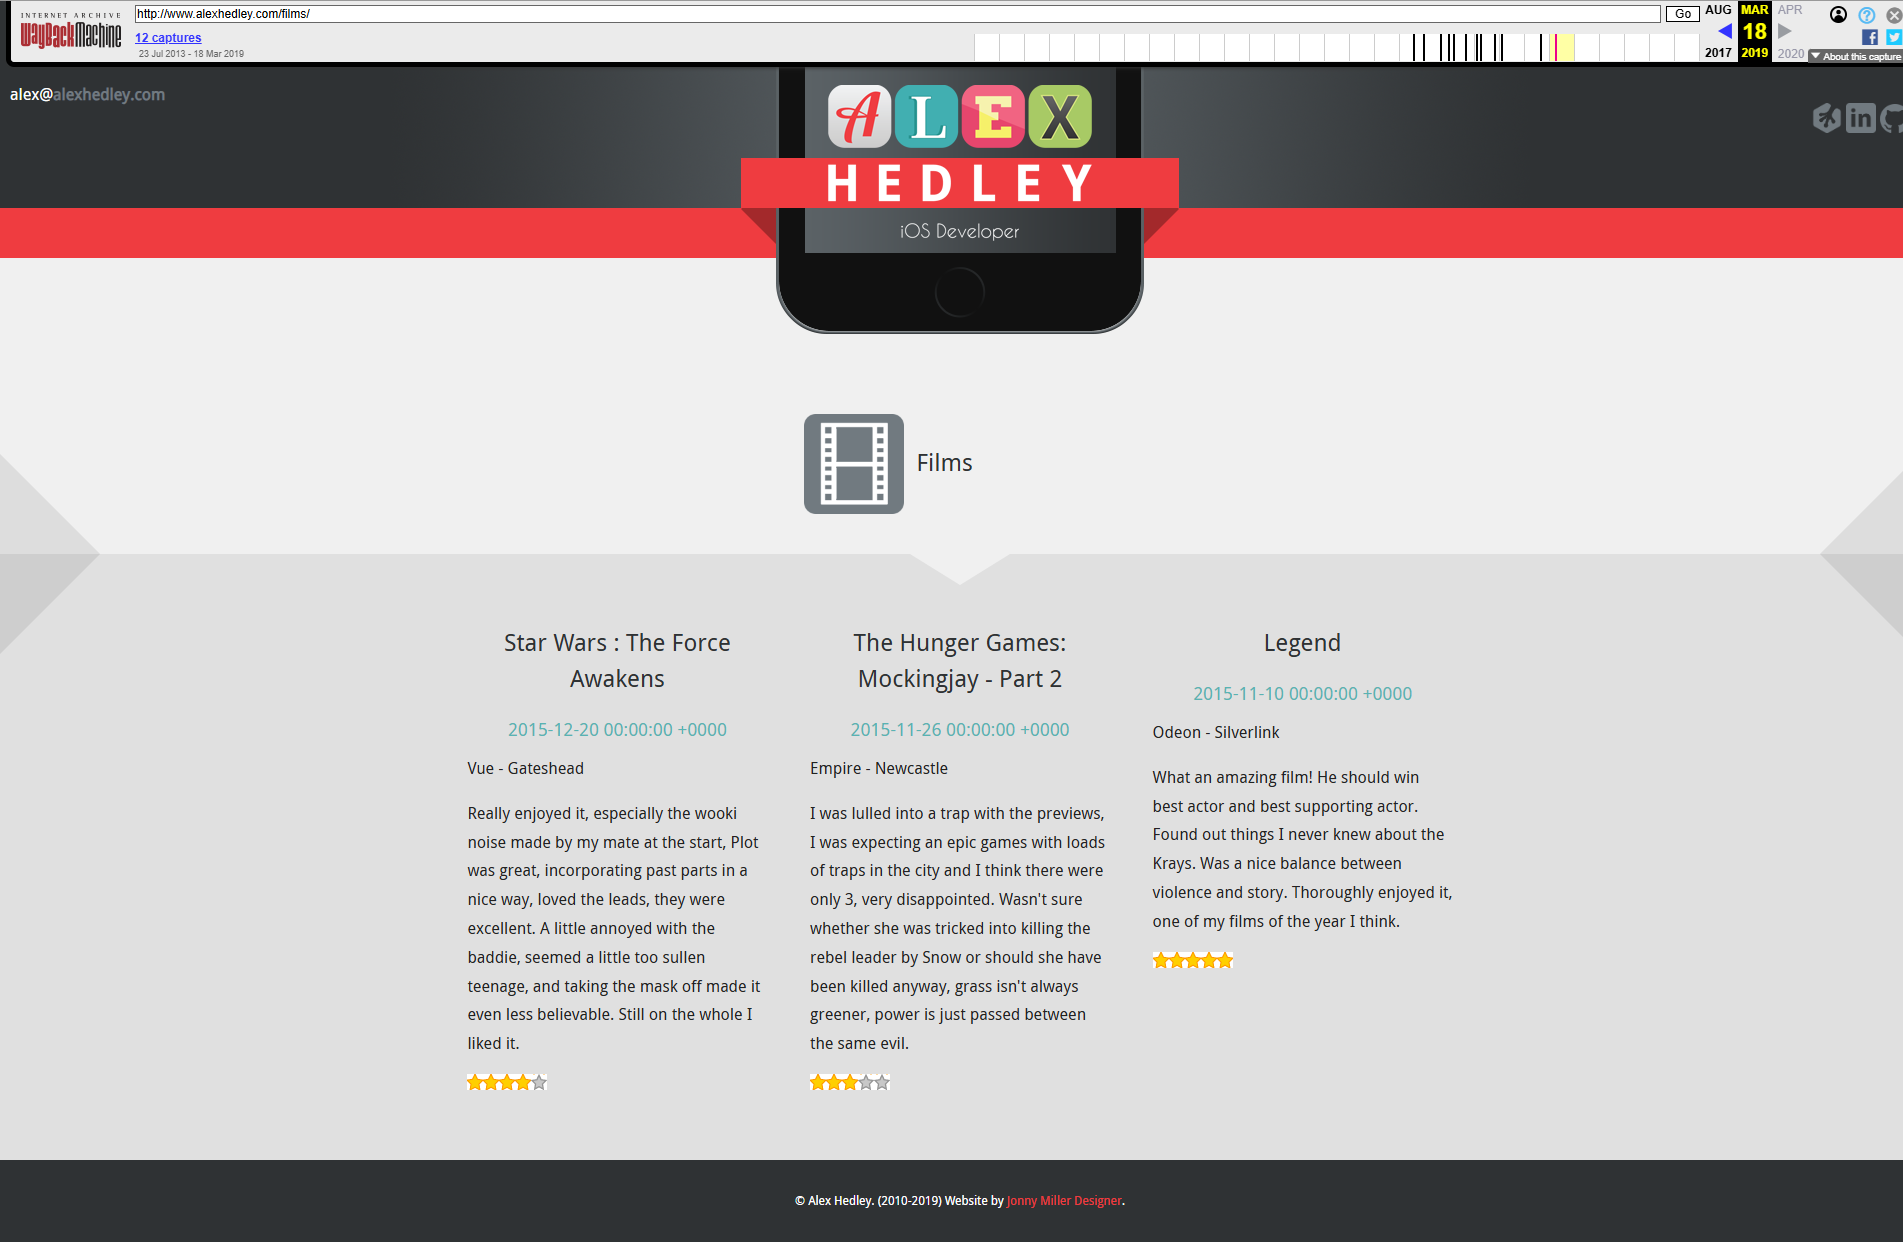 INTERNET ARCHIVE
WayBackMachine
http://www.alexhedley.com/films/
Go
AUG
MAR
APR
12 captures
23 Jul 2013 - 18 Mar 2019
18
2017
2019
2020
About this capture
alex@alexhedley.com
ALEX
HEDLEY
iOS Developer
Films
Star Wars : The Force
Awakens
2015-12-20 00:00:00 +0000
Vue - Gateshead
Really enjoyed it, especially the wooki
noise made by my mate at the start, Plot
was great, incorporating past parts in a
nice way, loved the leads, they were
excellent. A little annoyed with the
baddie, seemed a little too sullen
teenage, and taking the mask off made it
even less believable. Still on the whole I
liked it.
The Hunger Games:
Mockingjay - Part 2
2015-11-26 00:00:00 +0000
Empire - Newcastle
I was lulled into a trap with the previews,
I was expecting an epic games with loads
of traps in the city and I think there were
only 3, very disappointed. Wasn't sure
whether she was tricked into killing the
rebel leader by Snow or should she have
been killed anyway, grass isn't always
greener, power is just passed between
the same evil.
Legend
2015-11-10 00:00:00 +0000
Odeon - Silverlink
What an amazing film! He should win
best actor and best supporting actor.
Found out things I never knew about the
Krays. Was a nice balance between
violence and story. Thoroughly enjoyed it,
one of my films of the year I think.
© Alex Hedley. (2010-2019) Website by Jonny Miller Designer.